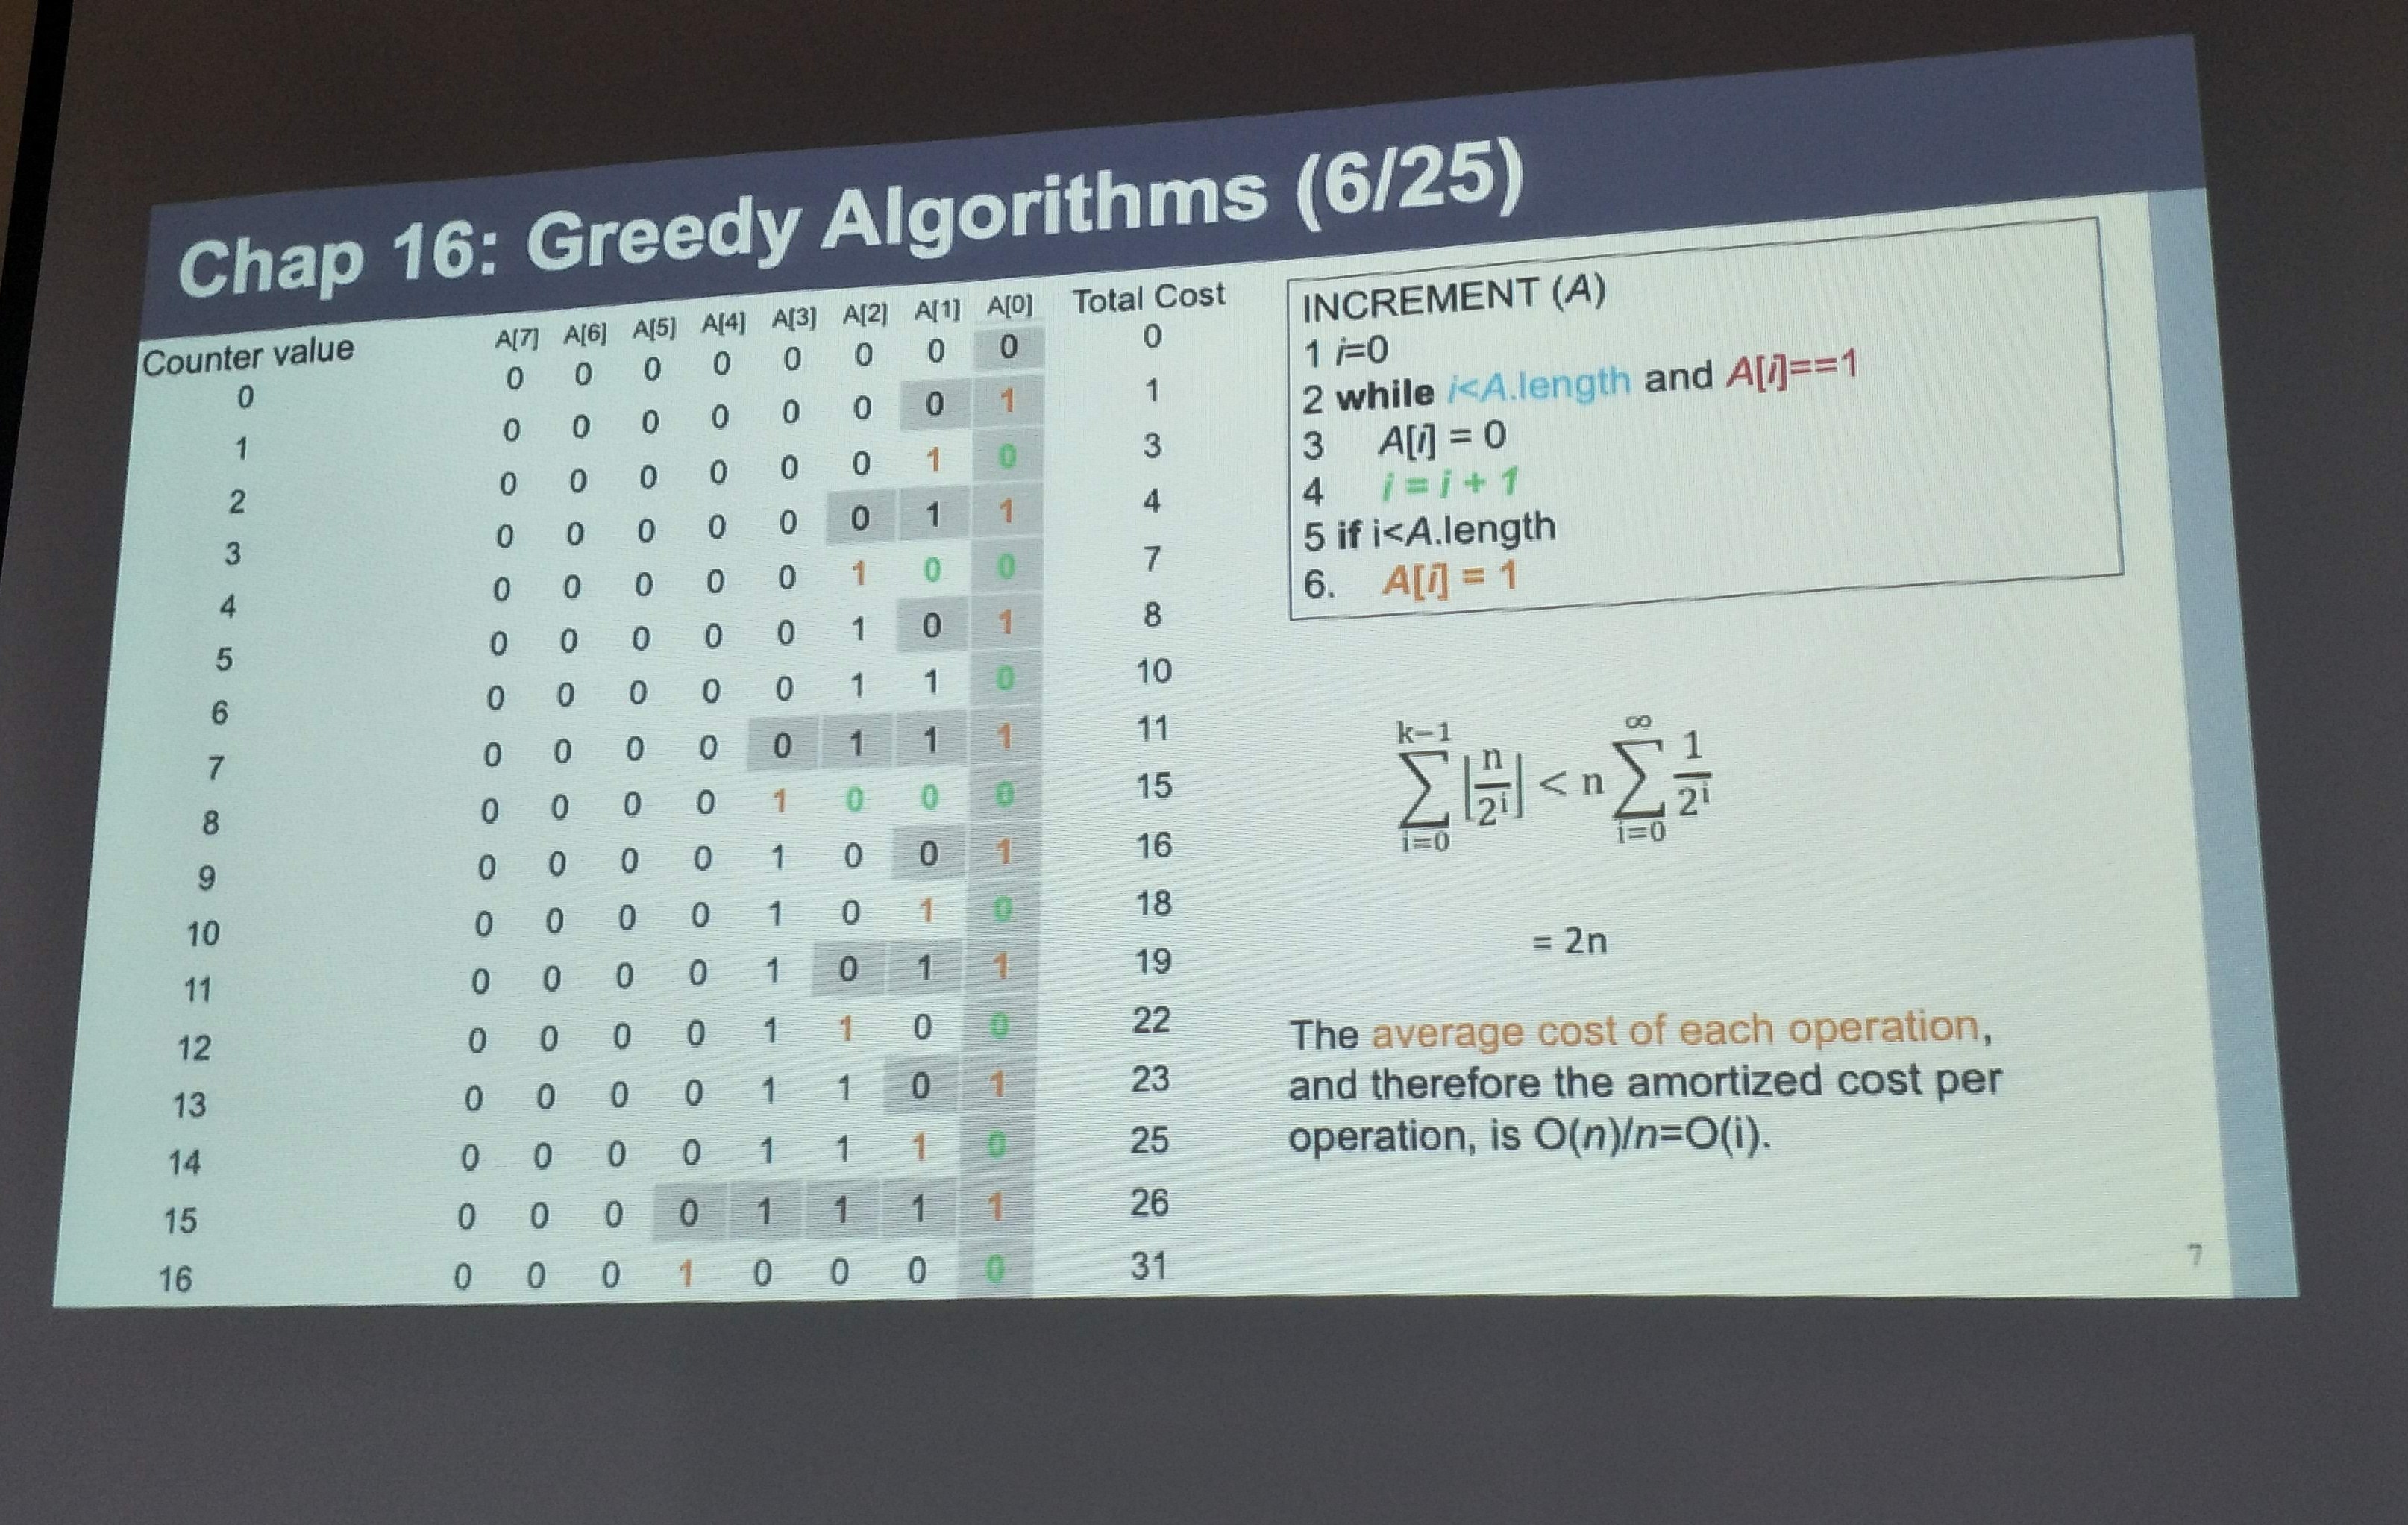 Chap 16: Greedy Algorithms (6/25)
Counter value A[7] A[6] A[5] A[4] A[3] A[2] A[1] A[0] Total Cost
0 0 0 0 0 0 0 0 0 0
1 0 0 0 0 0 0 0 1 1
2 0 0 0 0 0 0 1 0 3
3 0 0 0 0 0 0 1 1 4
4 0 0 0 0 0 1 0 0 7
5 0 0 0 0 0 1 0 1 8
6 0 0 0 0 0 1 1 0 10
7 0 0 0 0 0 1 1 1 11
8 0 0 0 0 1 0 0 0 15
9 0 0 0 0 1 0 0 1 16
10 0 0 0 0 1 0 1 0 18
11 0 0 0 0 1 0 1 1 19
12 0 0 0 0 1 1 0 0 22
13 0 0 0 0 1 1 0 1 23
14 0 0 0 0 1 1 1 0 25
15 0 0 0 0 1 1 1 1 26
16 0 0 0 1 0 0 0 0 31
INCREMENT (A)
1 i=0
2 while i<A.length and A[i]==1
3 A[i] = 0
4 i = i + 1
5 if i<A.length
6. A[i] = 1
∑_{i=0}^{k−1} ⌊n/2^i⌋ < n ∑_{i=0}^{∞} 1/2^i
= 2n
The average cost of each operation,
and therefore the amortized cost per
operation, is O(n)/n=O(i).
7